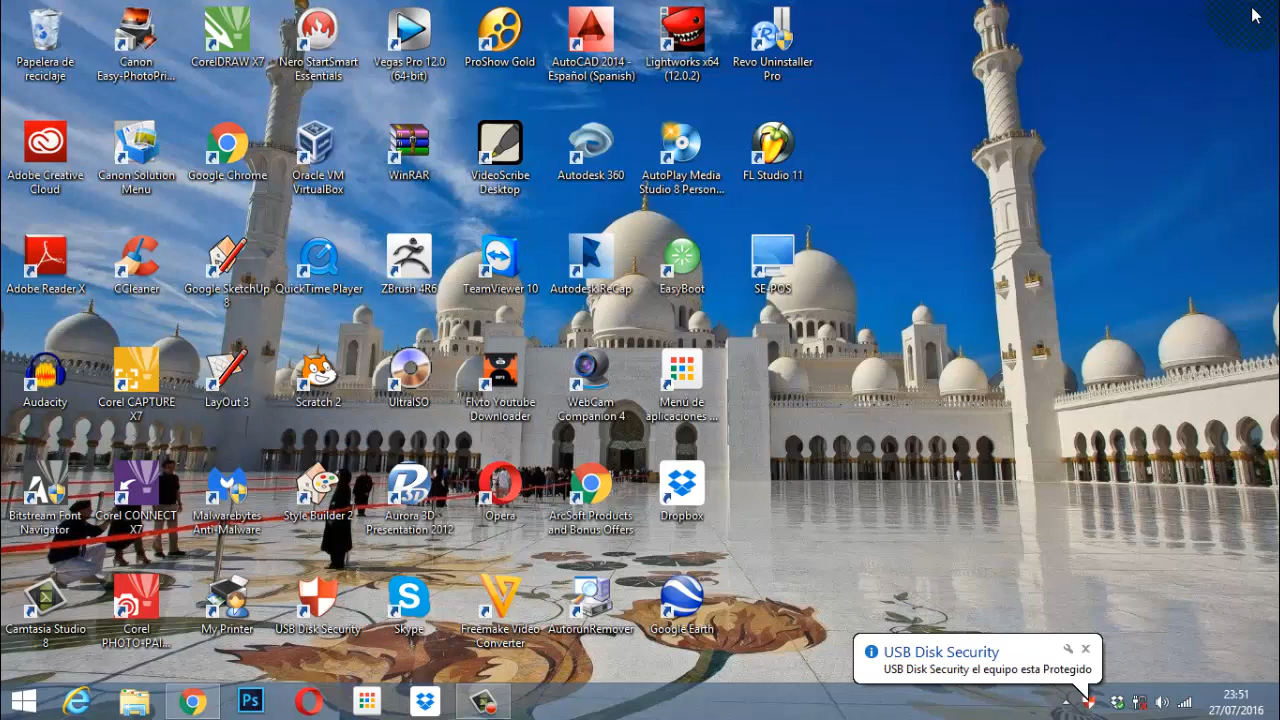 Papelera de
reciclaje
Canon
Easy-PhotoPri...
CorelDRAW X7
Nero StartSmart
Essentials
Vegas Pro 12.0
(64-bit)
ProShow Gold
AutoCAD 2014 -
Español (Spanish)
Lightworks x64
(12.0.2)
Revo Uninstaller
Pro
Adobe Creative
Cloud
Canon Solution
Menu
Google Chrome
Oracle VM
VirtualBox
WinRAR
VideoScribe
Desktop
Autodesk 360
AutoPlay Media
Studio 8 Person...
FL Studio 11
Adobe Reader X
CCleaner
Google SketchUp
8
QuickTime Player
ZBrush 4R6
TeamViewer 10
Autodesk ReCap
EasyBoot
SE-POS
Audacity
Corel CAPTURE
X7
LayOut 3
Scratch 2
UltraISO
Flvto Youtube
Downloader
WebCam
Companion 4
Menú de
aplicaciones ...
Bitstream Font
Navigator
Corel CONNECT
X7
Malwarebytes
Anti-Malware
Style Builder 2
Aurora 3D
Presentation 2012
Opera
ArcSoft Products
and Bonus Offers
Dropbox
Camtasia Studio
8
Corel
PHOTO-PAI...
My Printer
USB Disk Security
Skype
Freemake Video
Converter
AutorunRemover
Google Earth
USB Disk Security
USB Disk Security el equipo esta Protegido
Ps
23:51
27/07/2016